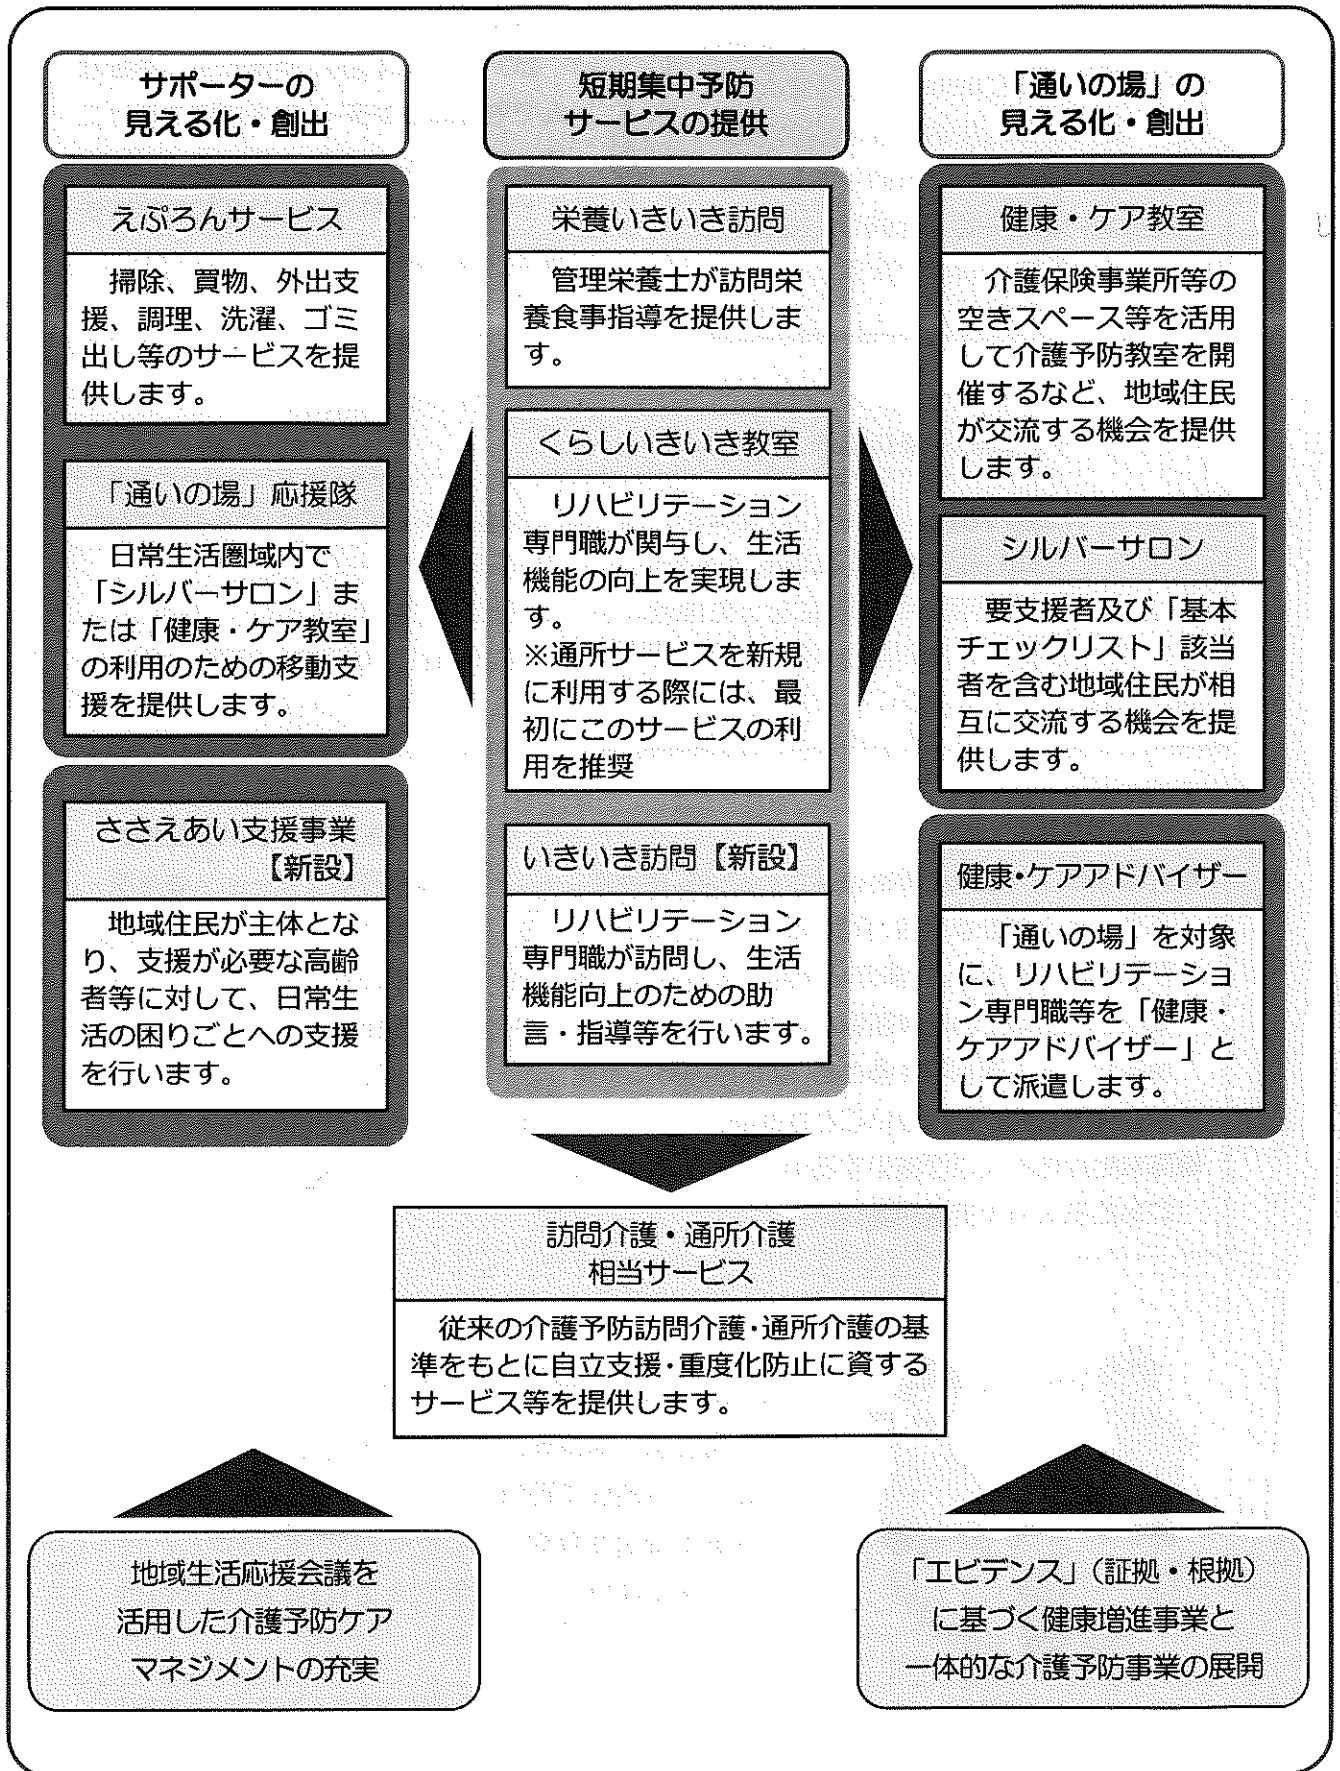 サポーターの
見える化・創出
えぷろんサービス
掃除、買物、外出支
援、調理、洗濯、ゴミ
出し等のサービスを提
供します。
「通いの場」応援隊
日常生活圏域内で
「シルバーサロン」ま
たは「健康・ケア教室」
の利用のための移動支
援を提供します。
ささえあい支援事業
【新設】
地域住民が主体とな
り、支援が必要な高齢
者等に対して、日常生
活の困りごとへの支援
を行います。
短期集中予防
サービスの提供
栄養いきいき訪問
管理栄養士が訪問栄
養食事指導を提供しま
す。
くらしいきいき教室
リハビリテーション
専門職が関与し、生活
機能の向上を実現しま
す。
※通所サービスを新規
に利用する際には、最
初にこのサービスの利
用を推奨
いきいき訪問【新設】
リハビリテーション
専門職が訪問し、生活
機能向上のための助
言・指導等を行います。
「通いの場」の
見える化・創出
健康・ケア教室
介護保険事業所等の
空きスペース等を活用
して介護予防教室を開
催するなど、地域住民
が交流する機会を提供
します。
シルバーサロン
要支援者及び「基本
チェックリスト」該当
者を含む地域住民が相
互に交流する機会を提
供します。
健康・ケアアドバイザー
「通いの場」を対象
に、リハビリテーショ
ン専門職等を「健康・
ケアアドバイザー」と
して派遣します。
訪問介護・通所介護
相当サービス
従来の介護予防訪問介護・通所介護の基
準をもとに自立支援・重度化防止に資する
サービス等を提供します。
地域生活応援会議を
活用した介護予防ケア
マネジメントの充実
「エビデンス」（証拠・根拠）
に基づく健康増進事業と
一体的な介護予防事業の展開